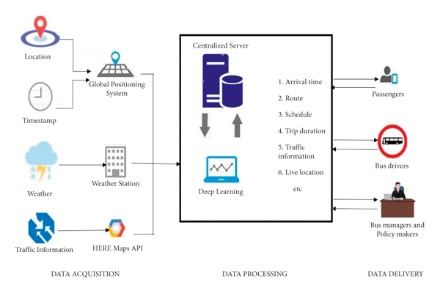 Location
Global Positioning
System
Timestamp
Weather
Weather Station
Traffic Information
HERE Maps API
DATA ACQUISITION
Centralized Server
Deep Learning
1. Arrival time
2. Route
3. Schedule
4. Trip duration
5. Traffic
information
6. Live location
etc
DATA PROCESSING
Passengers
Bus drivers
Bus managers and
Policy makers
DATA DELIVERY